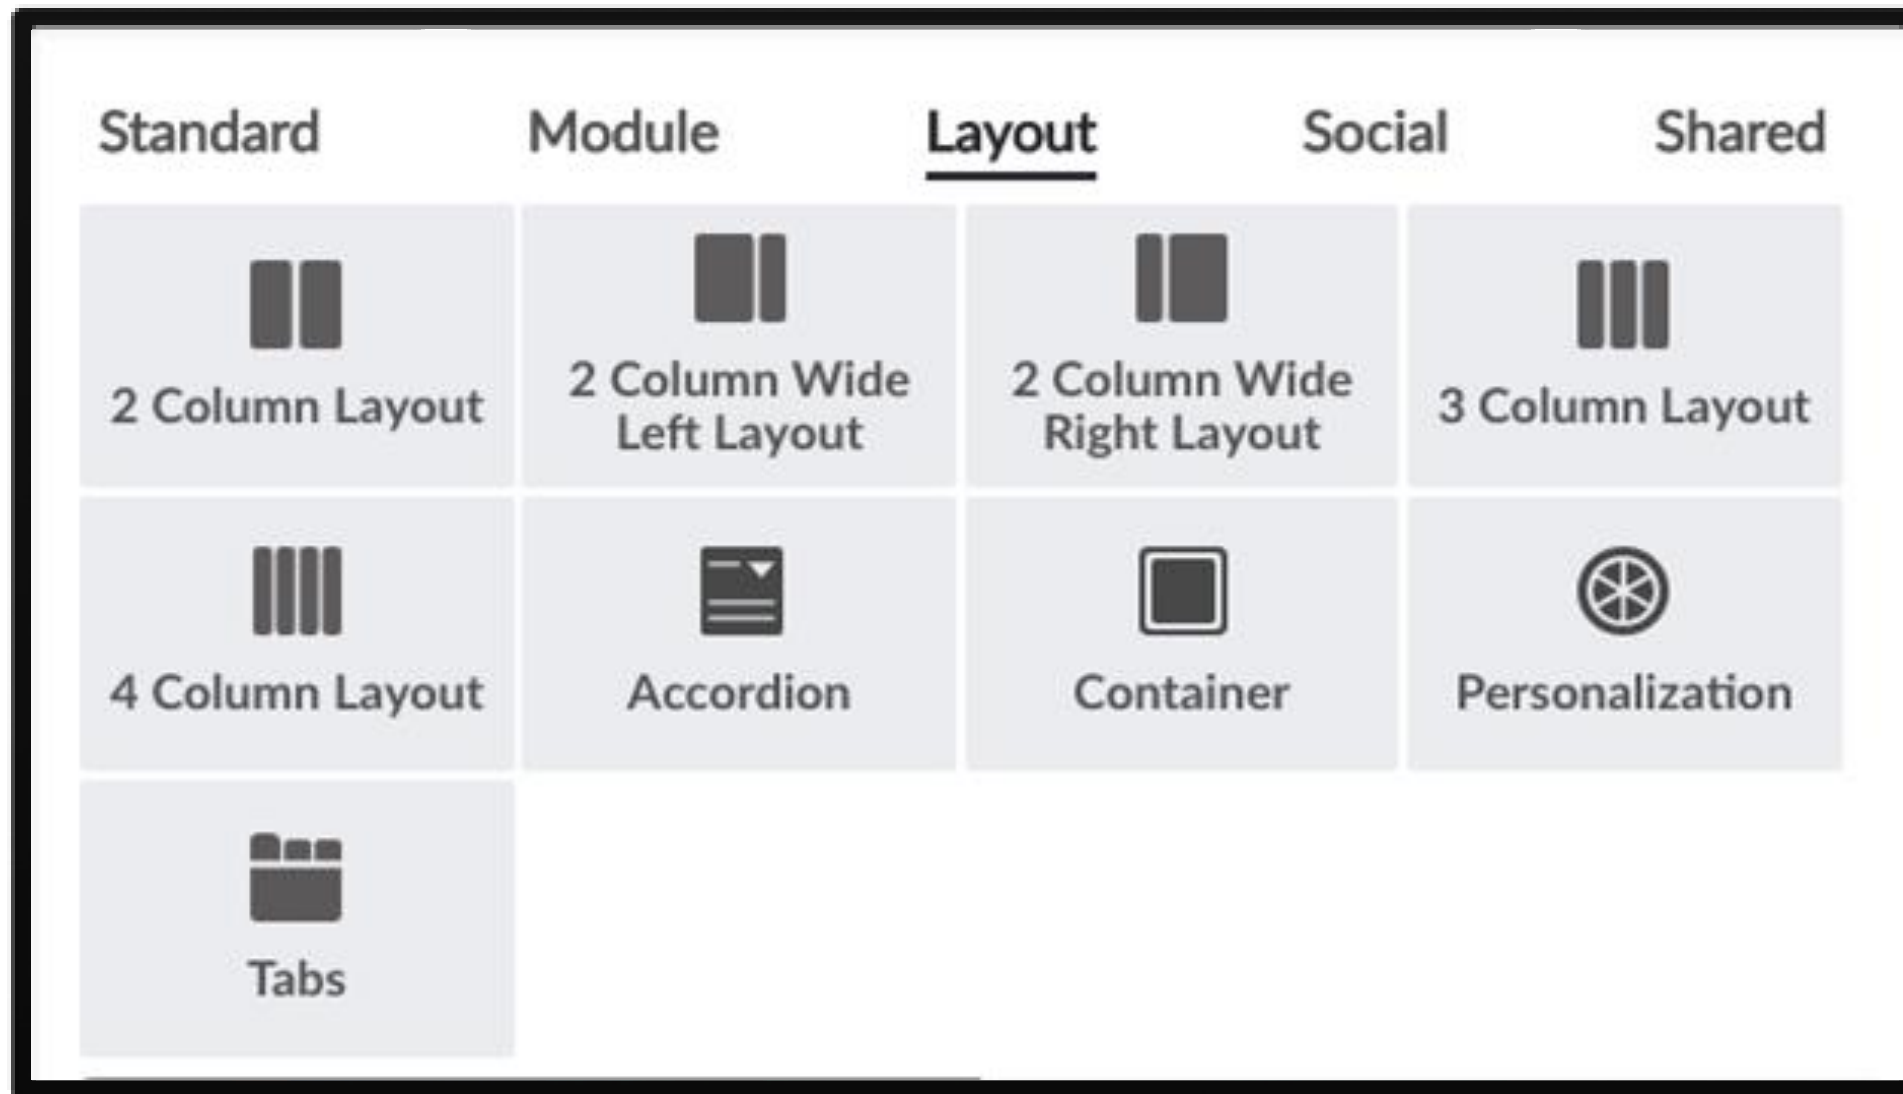 Standard
Module
Layout
Social
Shared
2 Column Layout
2 Column Wide
Left Layout
2 Column Wide
Right Layout
3 Column Layout
4 Column Layout
Accordion
Container
Personalization
Tabs